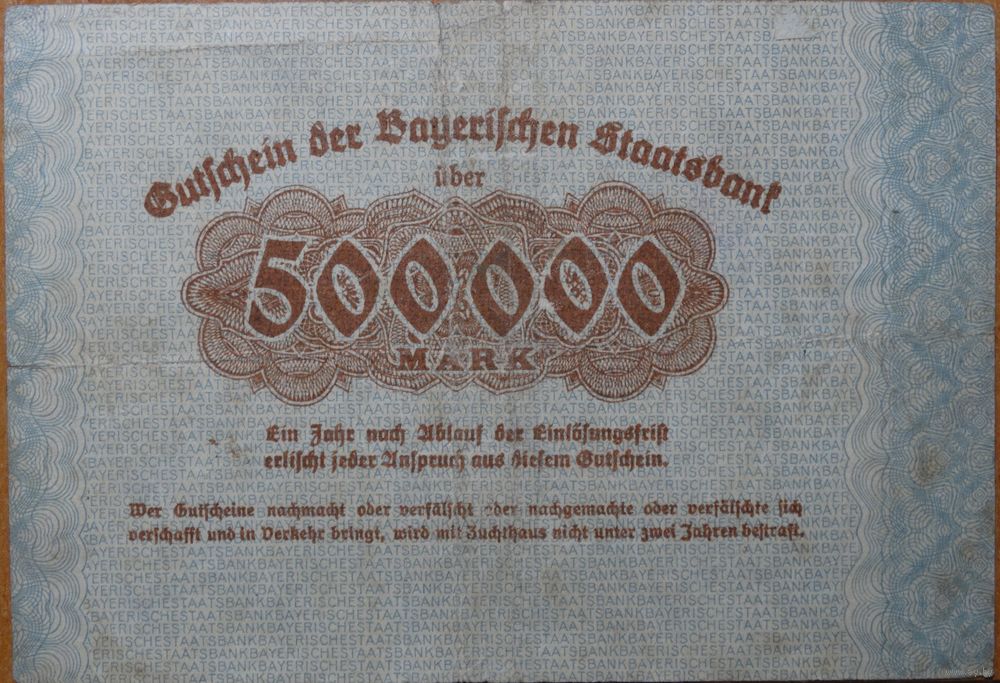 Gutschein der Bayerischen Staatsbank
über
500000
MARK
Ein Jahr nach Ablauf der Einlösungsfrist
erlischt jeder Anspruch aus diesem Gutschein.
Wer Gutscheine nachmacht oder verfälscht oder nachgemachte oder verfälschte sich
verschafft und in Verkehr bringt, wird mit Zuchthaus nicht unter zwei Jahren bestraft.
BAYERISCHESTAATSBANK